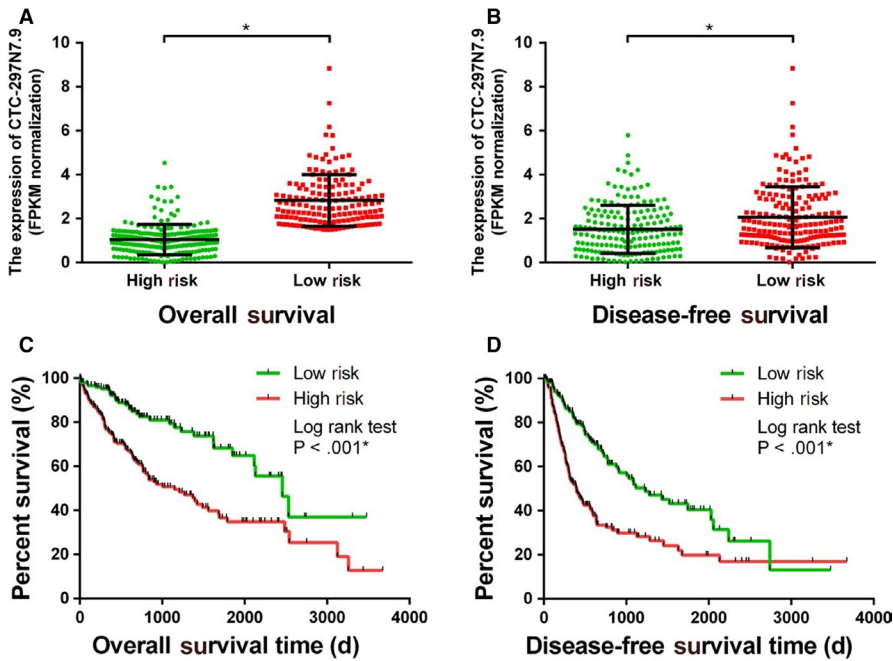 A
The expression of CTC-297N7.9
(FPKM normalization)
10
8
6
4
2
0
*
High risk
Low risk
Overall survival
B
The expression of CTC-297N7.9
(FPKM normalization)
10
8
6
4
2
0
*
High risk
Low risk
Disease-free survival
C
Percent survival (%)
100
80
60
40
20
0
Low risk
High risk
Log rank test
P < .001*
0 1000 2000 3000 4000
Overall survival time (d)
D
Percent survival (%)
100
80
60
40
20
0
Low risk
High risk
Log rank test
P < .001*
0 1000 2000 3000 4000
Disease-free survival time (d)